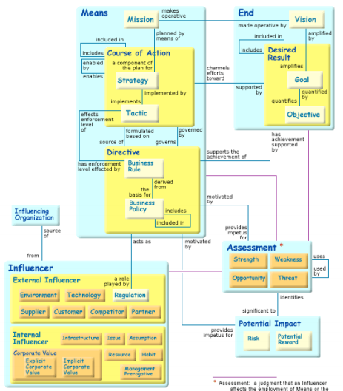 Means
End
Mission
makes
operative
made operative by
Vision
amplified
by
planned by
means of
included in
included in
includes
Course of Action
includes
Desired
Result
enabled
by
a component
of the plan for
channels
efforts
toward
amplifies
enables
Strategy
Goal
implemented by
supported
by
quantified
by
implements
quantifies
Tactic
Objective
effects
enforcement
level
of
formulated
based on
governed
by
has
achievement
supported
by
source of
governs
Directive
supports the
achievement of
has enforcement
level effected by
Business
Rule
derived
from
the
basis for
motivated
by
Business
Policy
includes
included in
Influencing
Organization
source
of
acts as
motivated
by
provides
impetus
for
Assessment *
from
Strength
Weakness
uses
used
by
Opportunity
Threat
Influencer
External Influencer
a role
played by
Environment
Technology
Regulation
Supplier
Customer
Competitor
Partner
significant to
identifies
Internal
Influencer
Infrastructure
Issue
Assumption
provides
impetus for
Potential Impact
Corporate Value
Resource
Habit
Risk
Potential
Reward
Explicit
Corporate
Value
Implicit
Corporate
Value
Management
Prerogative
* Assessment: a judgment that an Influencer
affects the employment of Means or the